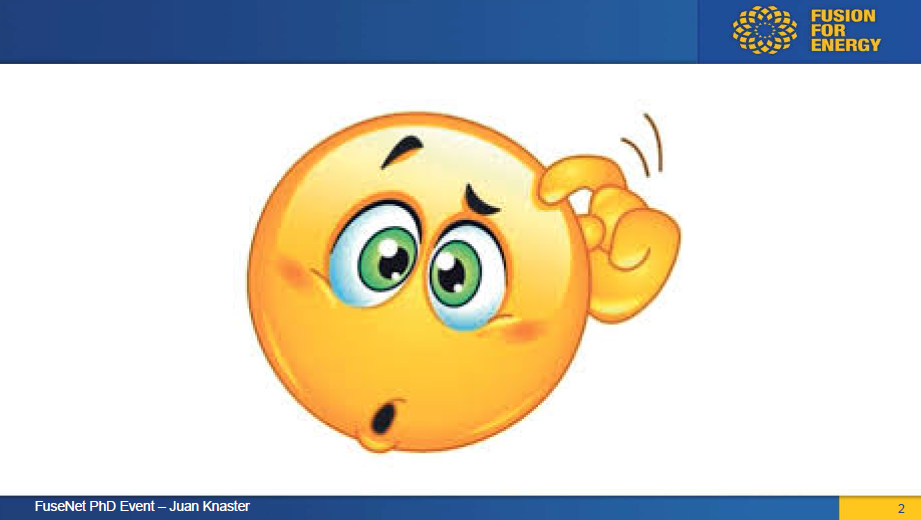 FUSION
FOR
ENERGY
FuseNet PhD Event – Juan Knaster
2